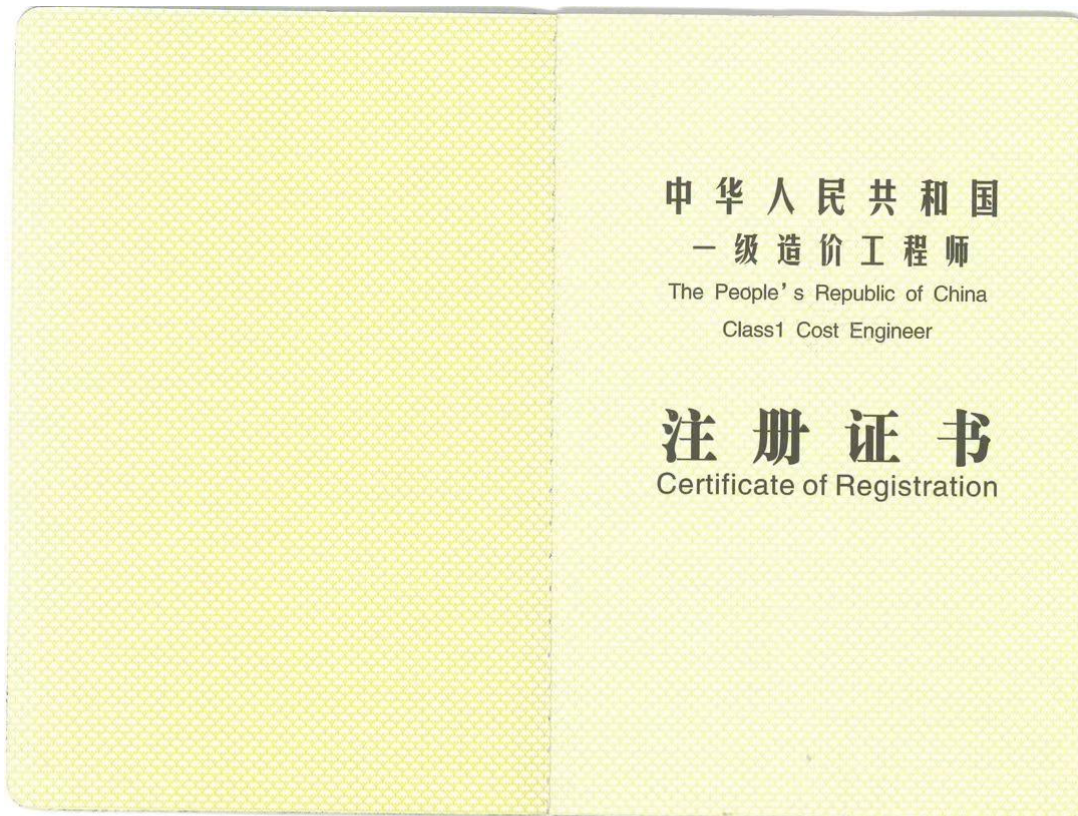 中华人民共和国
一级造价工程师
The People's Republic of China
Class1 Cost Engineer
注册证书
Certificate of Registration